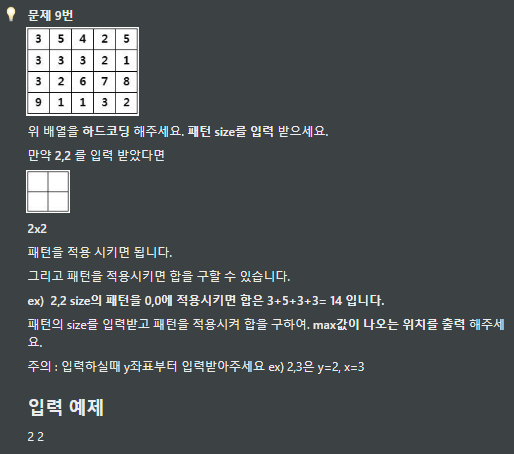 문제 9번
3 5 4 2 5
3 3 3 2 1
3 2 6 7 8
9 1 1 3 2
위 배열을 하드코딩 해주세요. 패턴 size를 입력 받으세요.
만약 2,2 를 입력 받았다면
2x2
패턴을 적용 시키면 됩니다.
그리고 패턴을 적용시키면 합을 구할 수 있습니다.
ex) 2,2 size의 패턴을 0,0에 적용시키면 합은 3+5+3+3= 14 입니다.
패턴의 size를 입력받고 패턴을 적용시켜 합을 구하여. max값이 나오는 위치를 출력 해주세
요.
주의 : 입력하실때 y좌표부터 입력받아주세요 ex) 2,3은 y=2, x=3
입력 예제
2 2